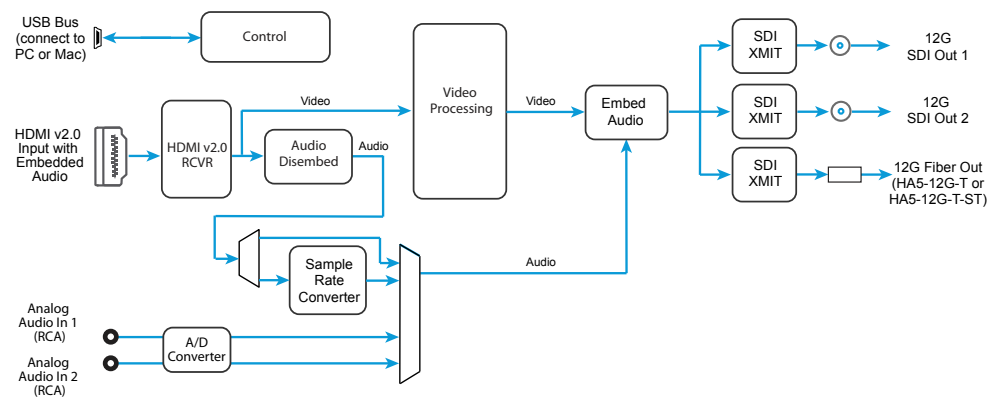 USB Bus
(connect to
PC or Mac)
Control
Video
Processing
SDI
XMIT
12G
SDI Out 1
Video
Video
Embed
Audio
SDI
XMIT
12G
SDI Out 2
HDMI v2.0
Input with
Embedded
Audio
HDMI v2.0
RCVR
Audio
Disembed
Audio
SDI
XMIT
12G Fiber Out
(HA5-12G-T or
HA5-12G-T-ST)
Sample
Rate
Converter
Audio
Analog
Audio In 1
(RCA)
A/D
Converter
Analog
Audio In 2
(RCA)